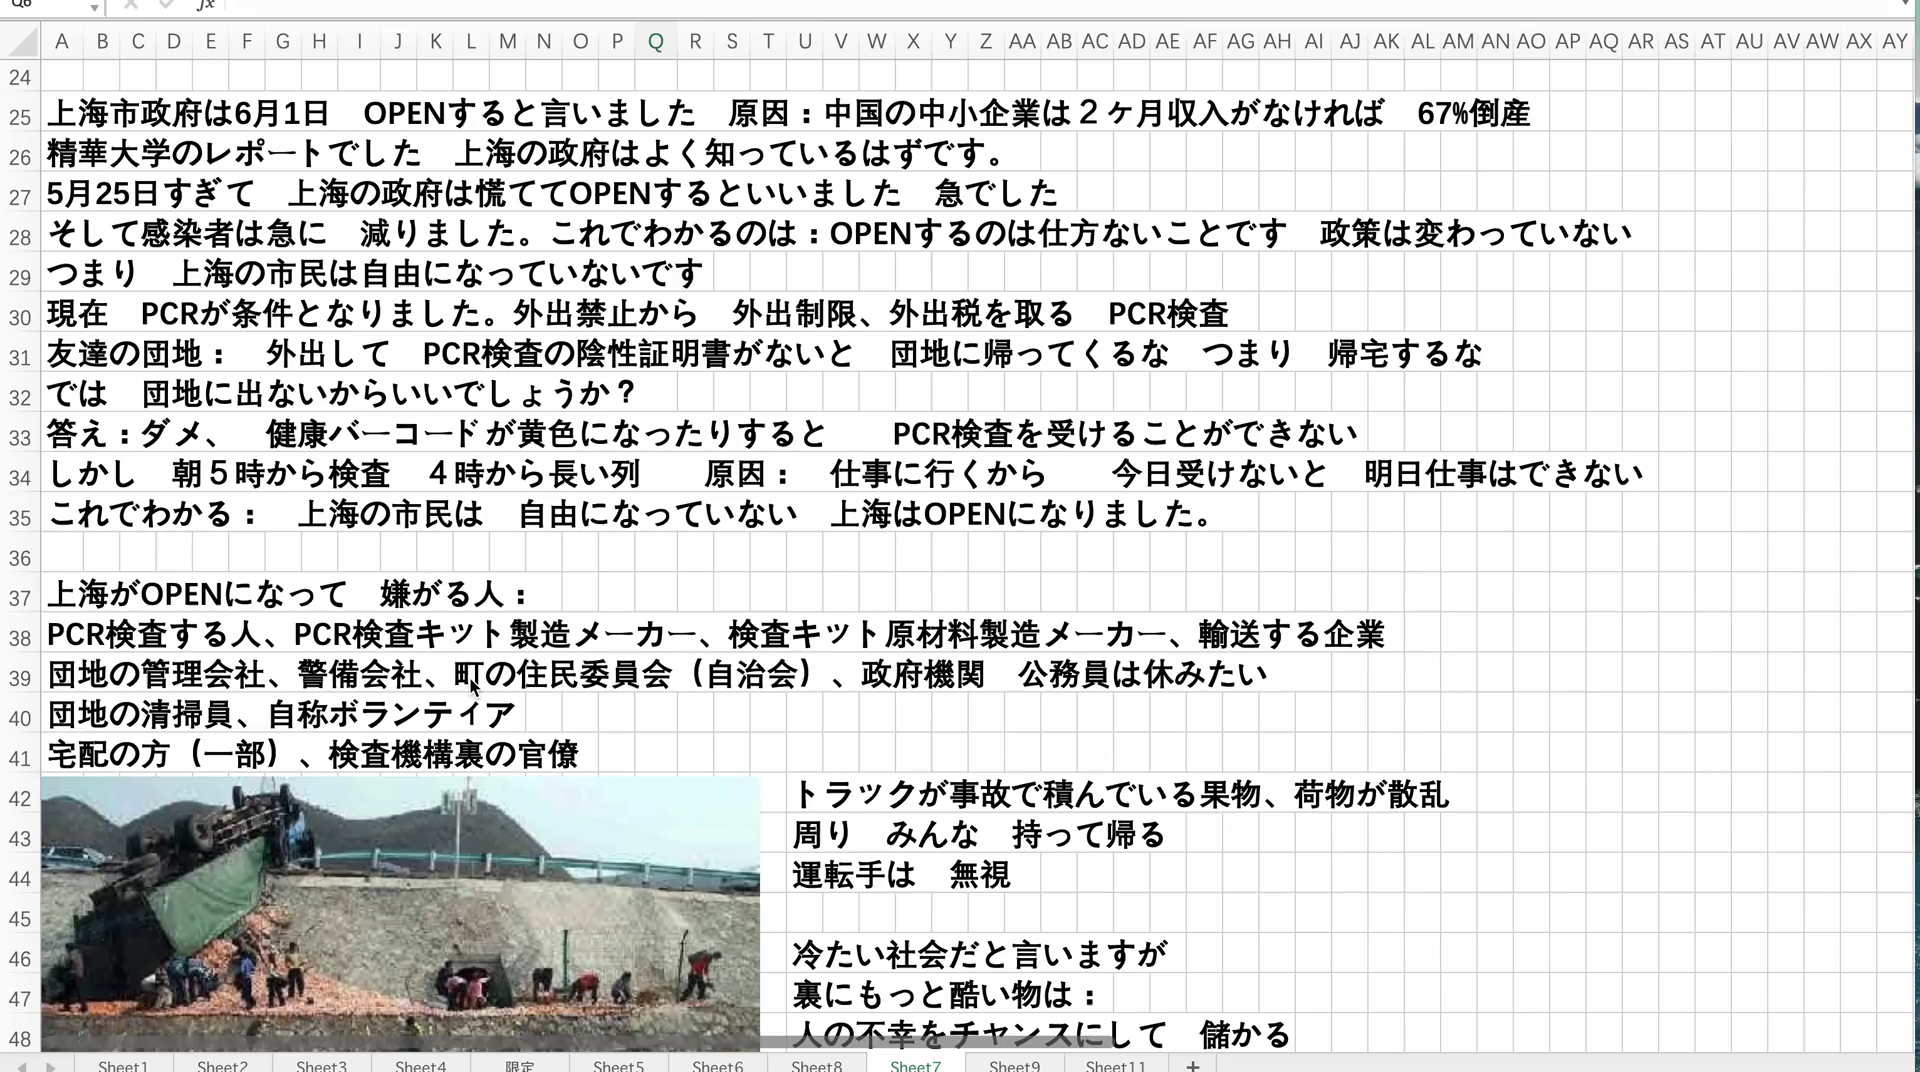 fx
A B C D E F G H I J K L M N O P Q R S T U V W X Y Z AA AB AC AD AE AF AG AH AI AJ AK AL AM AN AO AP AQ AR AS AT AU AV AW AX AY
24
25 上海市政府は6月1日　OPENすると言いました　原因：中国の中小企業は２ヶ月収入がなければ　67%倒産
26 精華大学のレポートでした　上海の政府はよく知っているはずです。
27 5月25日すぎて　上海の政府は慌ててOPENするといいました　急でした
28 そして感染者は急に　減りました。これでわかるのは：OPENするのは仕方ないことです　政策は変わっていない
29 つまり　上海の市民は自由になっていないです
30 現在　PCRが条件となりました。外出禁止から　外出制限、外出税を取る　PCR検査
31 友達の団地：　外出して　PCR検査の陰性証明書がないと　団地に帰ってくるな　つまり　帰宅するな
32 では　団地に出ないからいいでしょうか？
33 答え：ダメ、　健康バーコードが黄色になったりすると　　PCR検査を受けることができない
34 しかし　朝５時から検査　４時から長い列　　原因：　仕事に行くから　　今日受けないと　明日仕事はできない
35 これでわかる：　上海の市民は　自由になっていない　上海はOPENになりました。
36
37 上海がOPENになって　嫌がる人：
38 PCR検査する人、PCR検査キット製造メーカー、検査キット原材料製造メーカー、輸送する企業
39 団地の管理会社、警備会社、町の住民委員会（自治会）、政府機関　公務員は休みたい
40 団地の清掃員、自称ボランティア
41 宅配の方（一部）、検査機構裏の官僚
42 トラックが事故で積んでいる果物、荷物が散乱
43 周り　みんな　持って帰る
44 運転手は　無視
45
46 冷たい社会だと言いますが
47 裏にもっと酷い物は：
48 人の不幸をチャンスにして　儲かる
Sheet1 Sheet2 Sheet3 Sheet4 限定 Sheet5 Sheet6 Sheet8 Sheet7 Sheet9 Sheet11 +